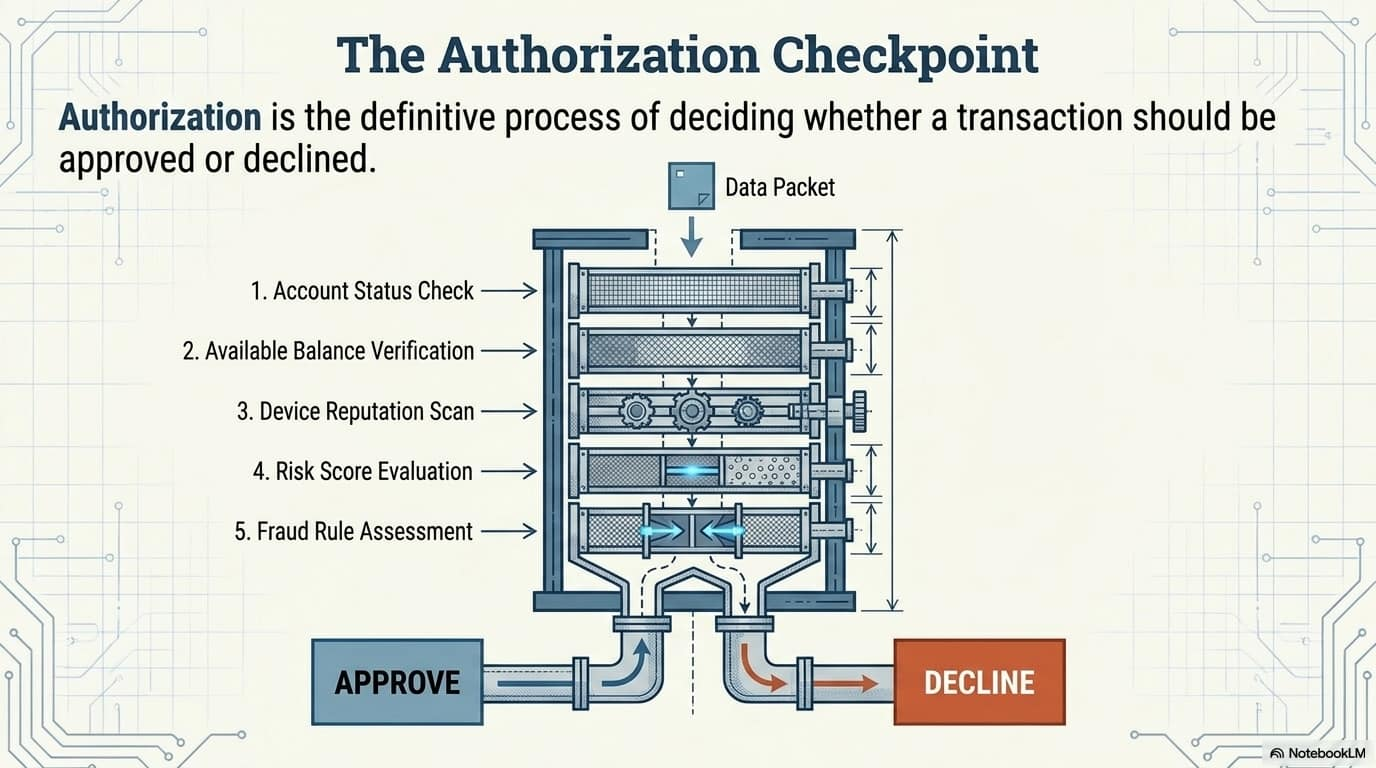 The Authorization Checkpoint
Authorization is the definitive process of deciding whether a transaction should be
approved or declined.
Data Packet
1. Account Status Check
2. Available Balance Verification
3. Device Reputation Scan
4. Risk Score Evaluation
5. Fraud Rule Assessment
APPROVE
DECLINE
NotebookLM